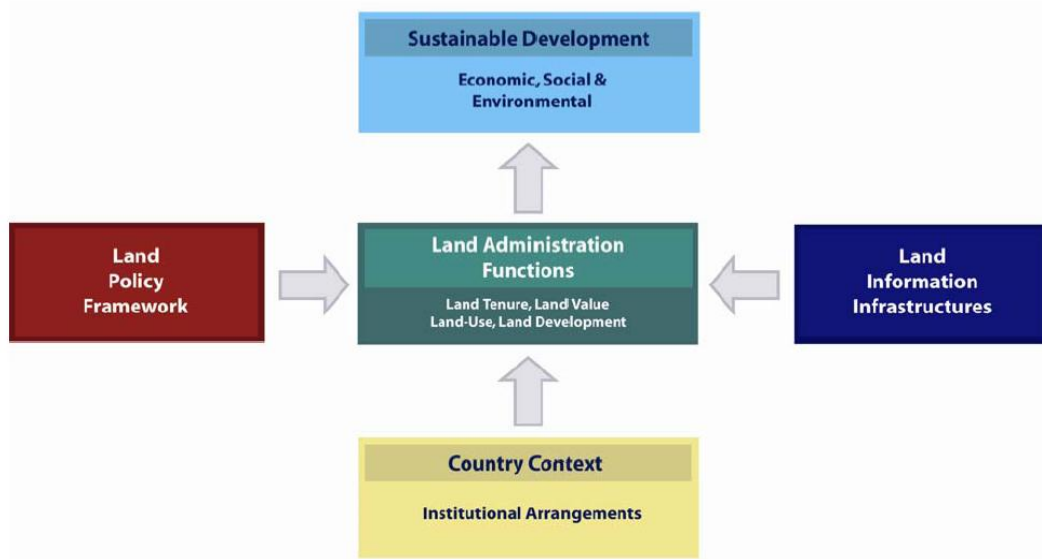 Sustainable Development
Economic, Social &
Environmental
Land
Policy
Framework
Land Administration
Functions
Land Tenure, Land Value
Land-Use, Land Development
Land
Information
Infrastructures
Country Context
Institutional Arrangements